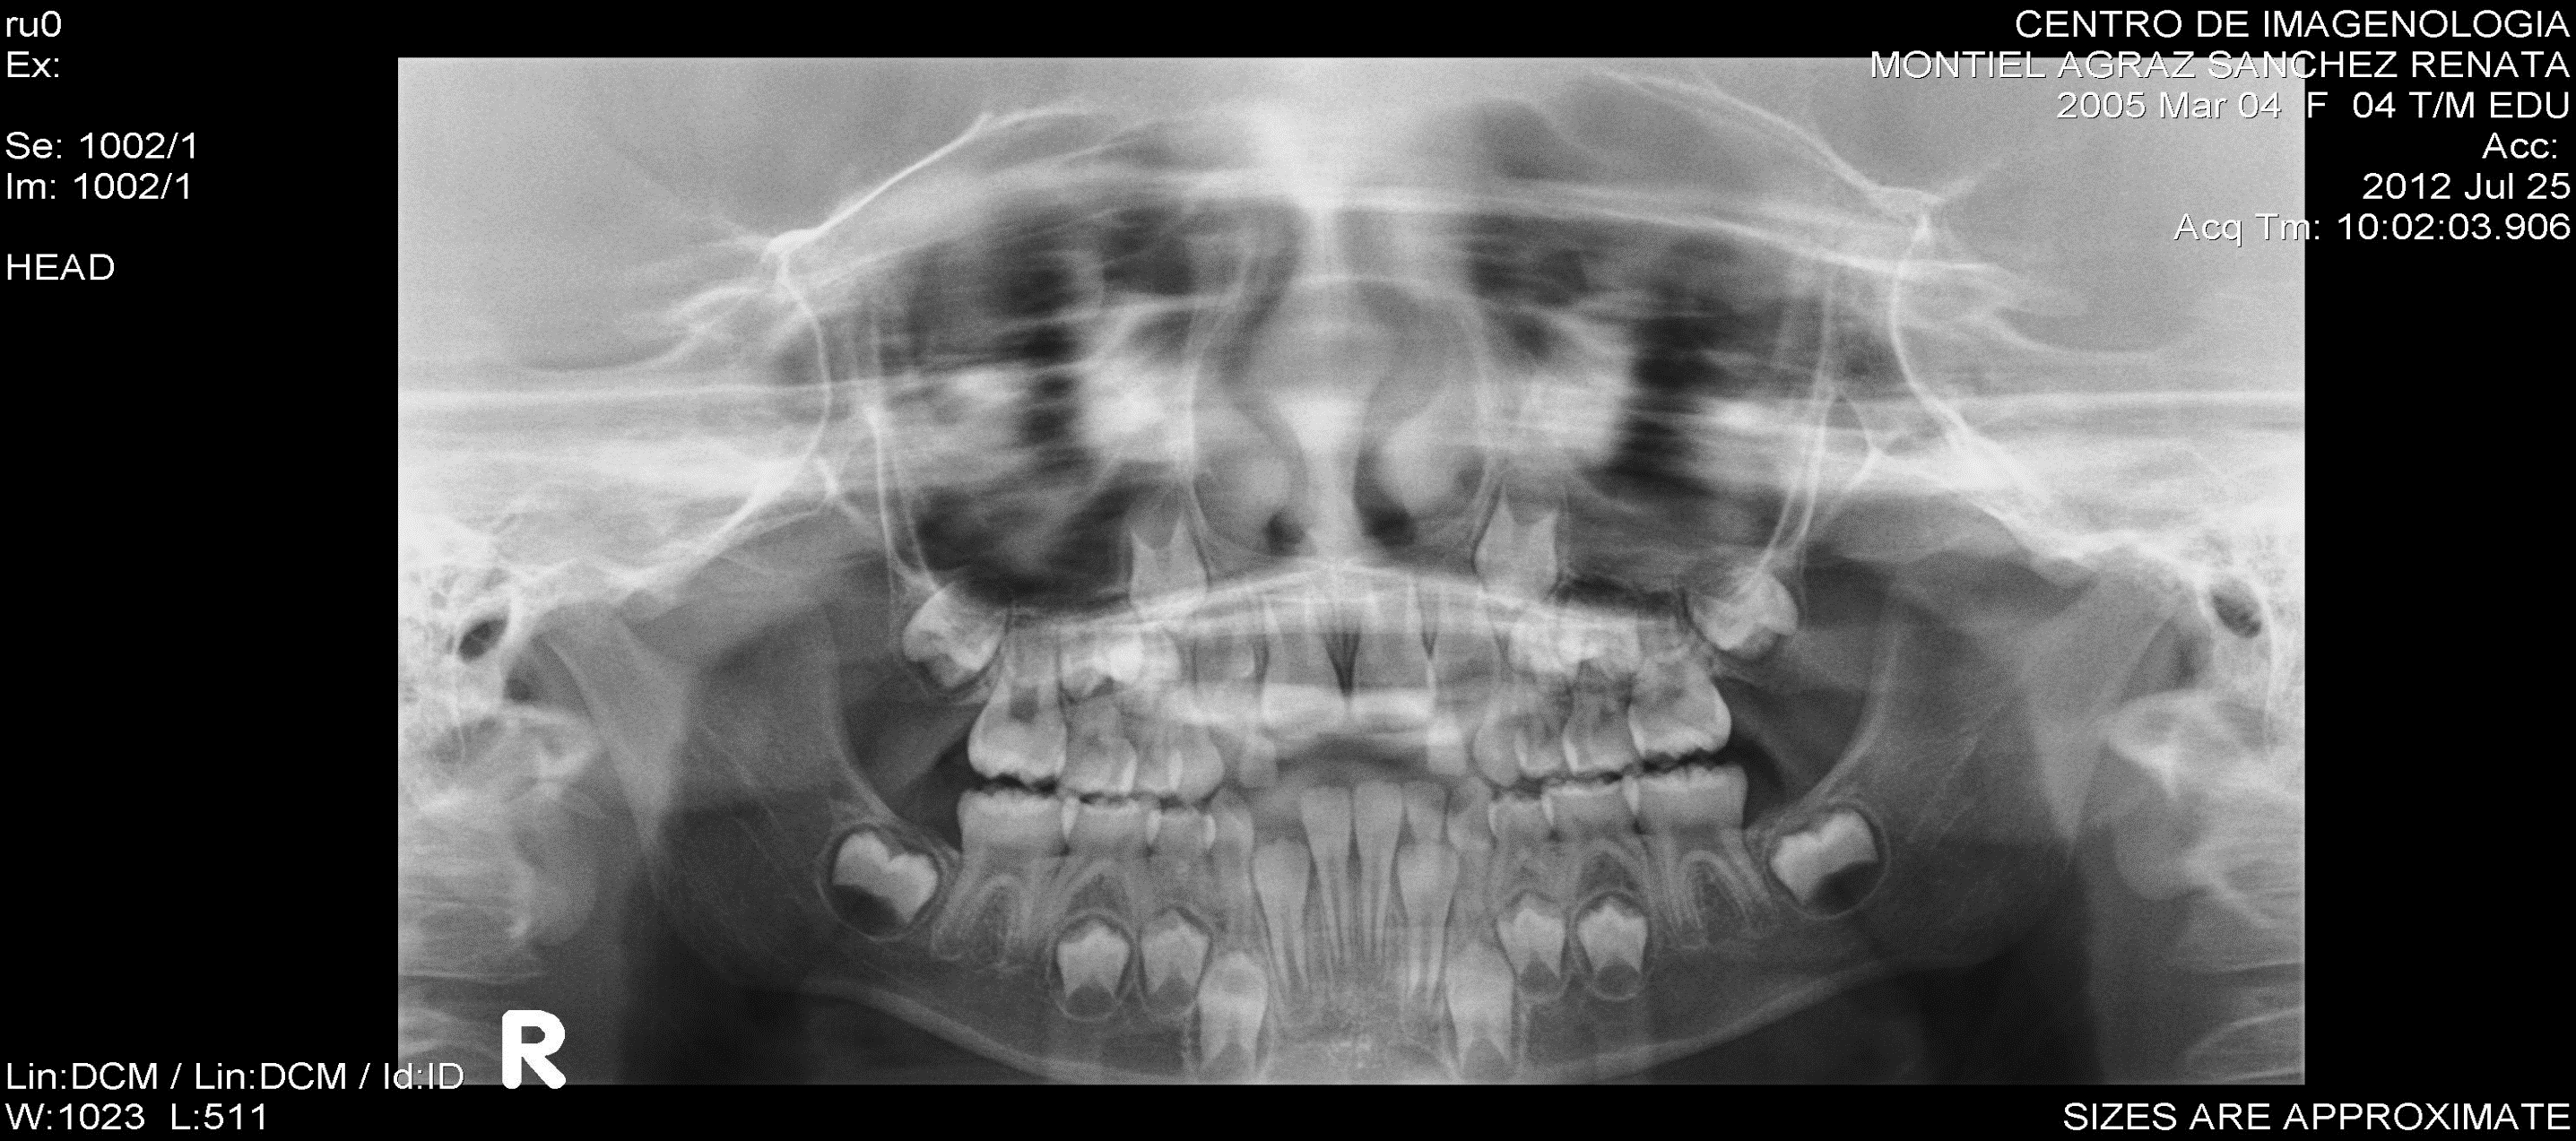 ru0
Ex:
Se: 1002/1
Im: 1002/1
HEAD
CENTRO DE IMAGENOLOGIA
MONTIEL AGRAZ SANCHEZ RENATA
2005 Mar 04 F 04 T/M EDU
Acc:
2012 Jul 25
Acq Tm: 10:02:03.906
R
Lin:DCM / Lin:DCM / Id:ID
W:1023 L:511
SIZES ARE APPROXIMATE